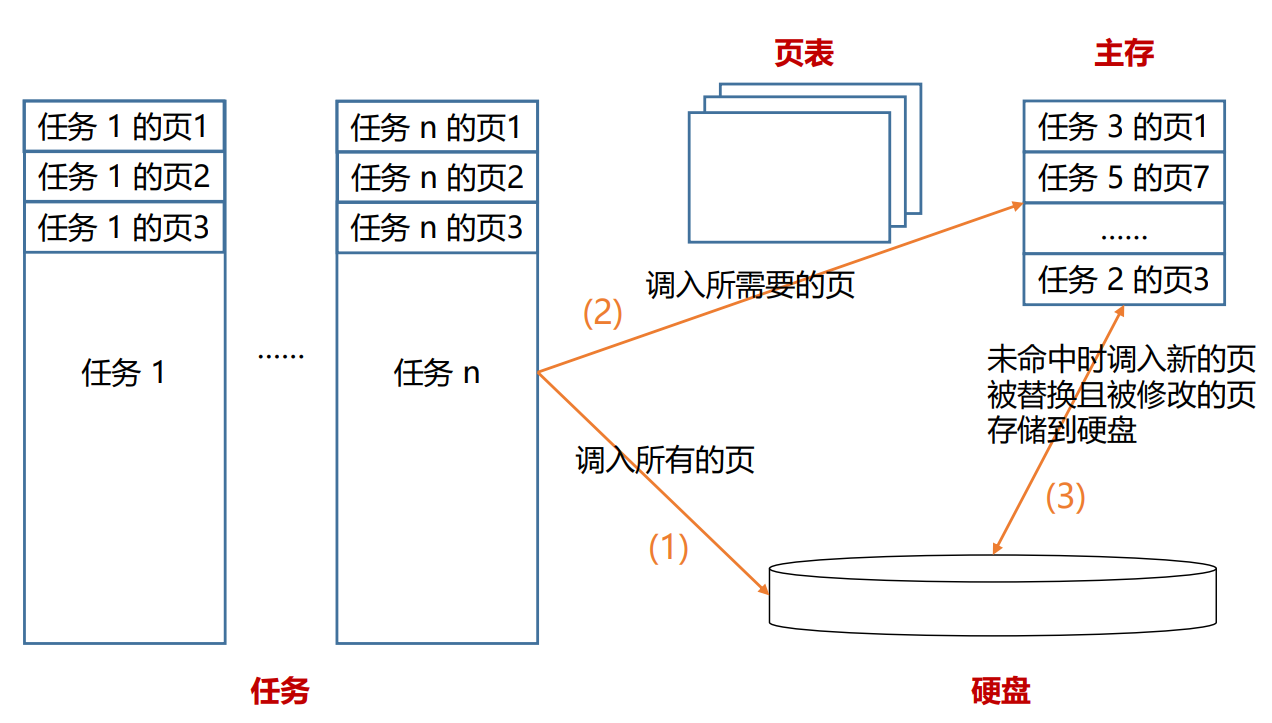 页表
主存
任务 1 的页1
任务 1 的页2
任务 1 的页3
任务 1
……
任务 n 的页1
任务 n 的页2
任务 n 的页3
任务 n
任务 3 的页1
任务 5 的页7
……
任务 2 的页3
调入所需要的页
(2)
未命中时调入新的页
被替换且被修改的页
存储到硬盘
调入所有的页
(3)
(1)
任务
硬盘